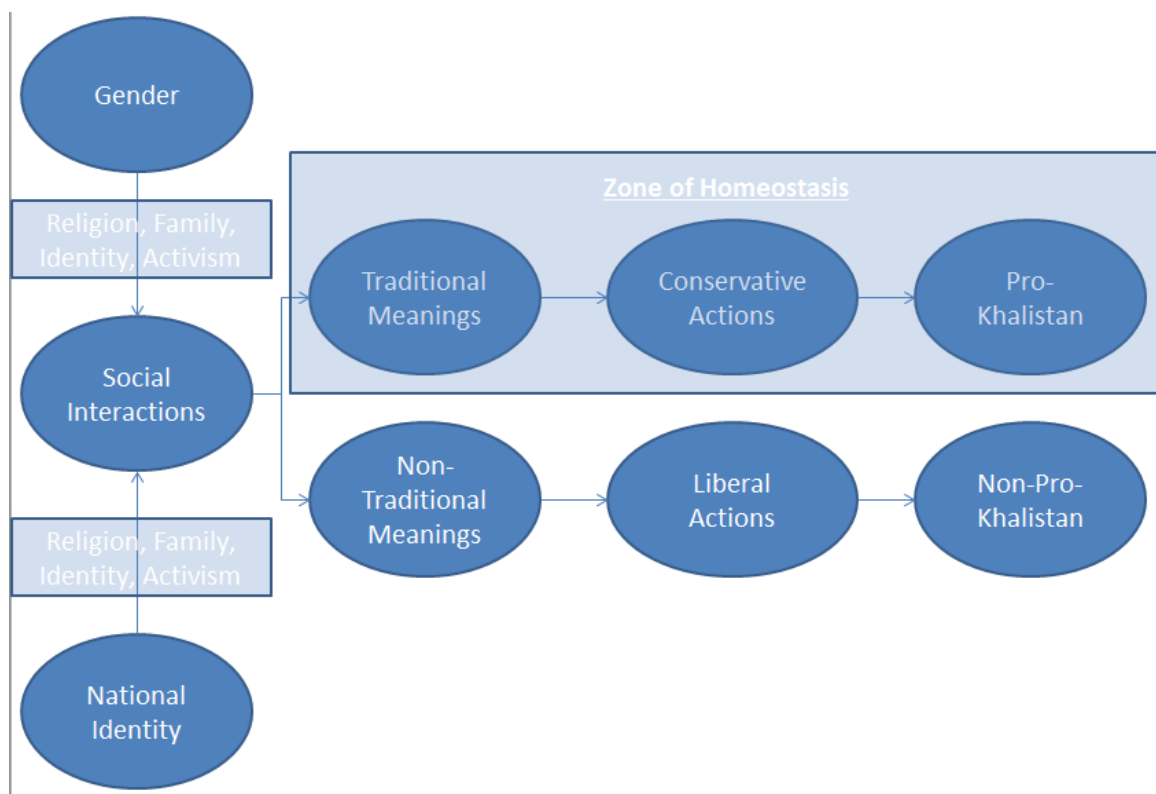 Gender
Religion, Family,
Identity, Activism
Zone of Homeostasis
Traditional
Meanings
Conservative
Actions
Pro-
Khalistan
Social
Interactions
Non-
Traditional
Meanings
Liberal
Actions
Non-Pro-
Khalistan
Religion, Family,
Identity, Activism
National
Identity